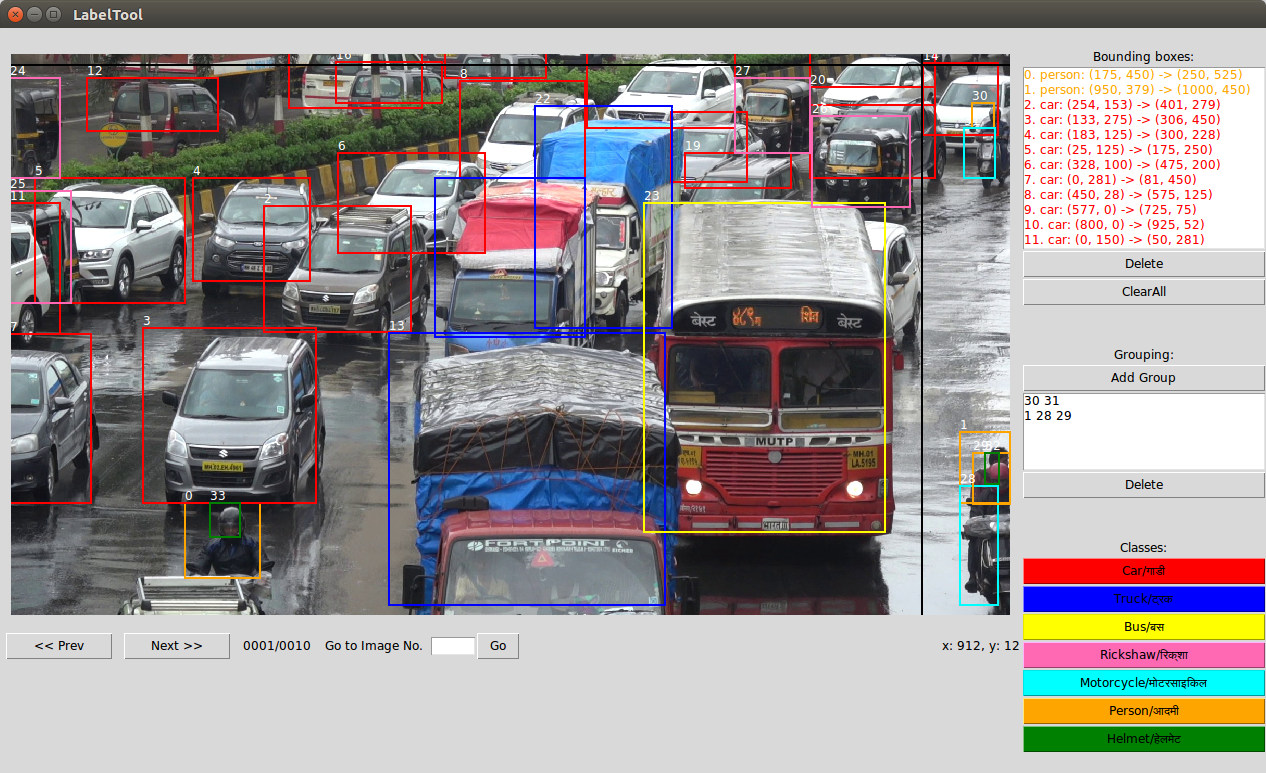 LabelTool
Bounding boxes:
0. person: (175, 450) -> (250, 525)
1. person: (950, 379) -> (1000, 450)
2. car: (254, 153) -> (401, 279)
3. car: (133, 275) -> (306, 450)
4. car: (183, 125) -> (300, 228)
5. car: (25, 125) -> (175, 250)
6. car: (328, 100) -> (475, 200)
7. car: (0, 281) -> (81, 450)
8. car: (450, 28) -> (575, 125)
9. car: (577, 0) -> (725, 75)
10. car: (800, 0) -> (925, 52)
11. car: (0, 150) -> (50, 281)
Delete
ClearAll
Grouping:
Add Group
30 31
1 28 29
Delete
Classes:
Car/गाडी
Truck/ट्रक
Bus/बस
Rickshaw/रिक्शा
Motorcycle/मोटरसाइकिल
Person/आदमी
Helmet/हेलमेट
16
14
24
12
8
27
20
30
22
6
19
5
4
25
2
23
11
7
3
13
1
28
0
33
बेस्ट
बेस्ट
MUTP
MH.01
LA.5195
FORT POINT
EICHER
<< Prev
Next >>
0001/0010
Go to Image No.
Go
x: 912, y: 12